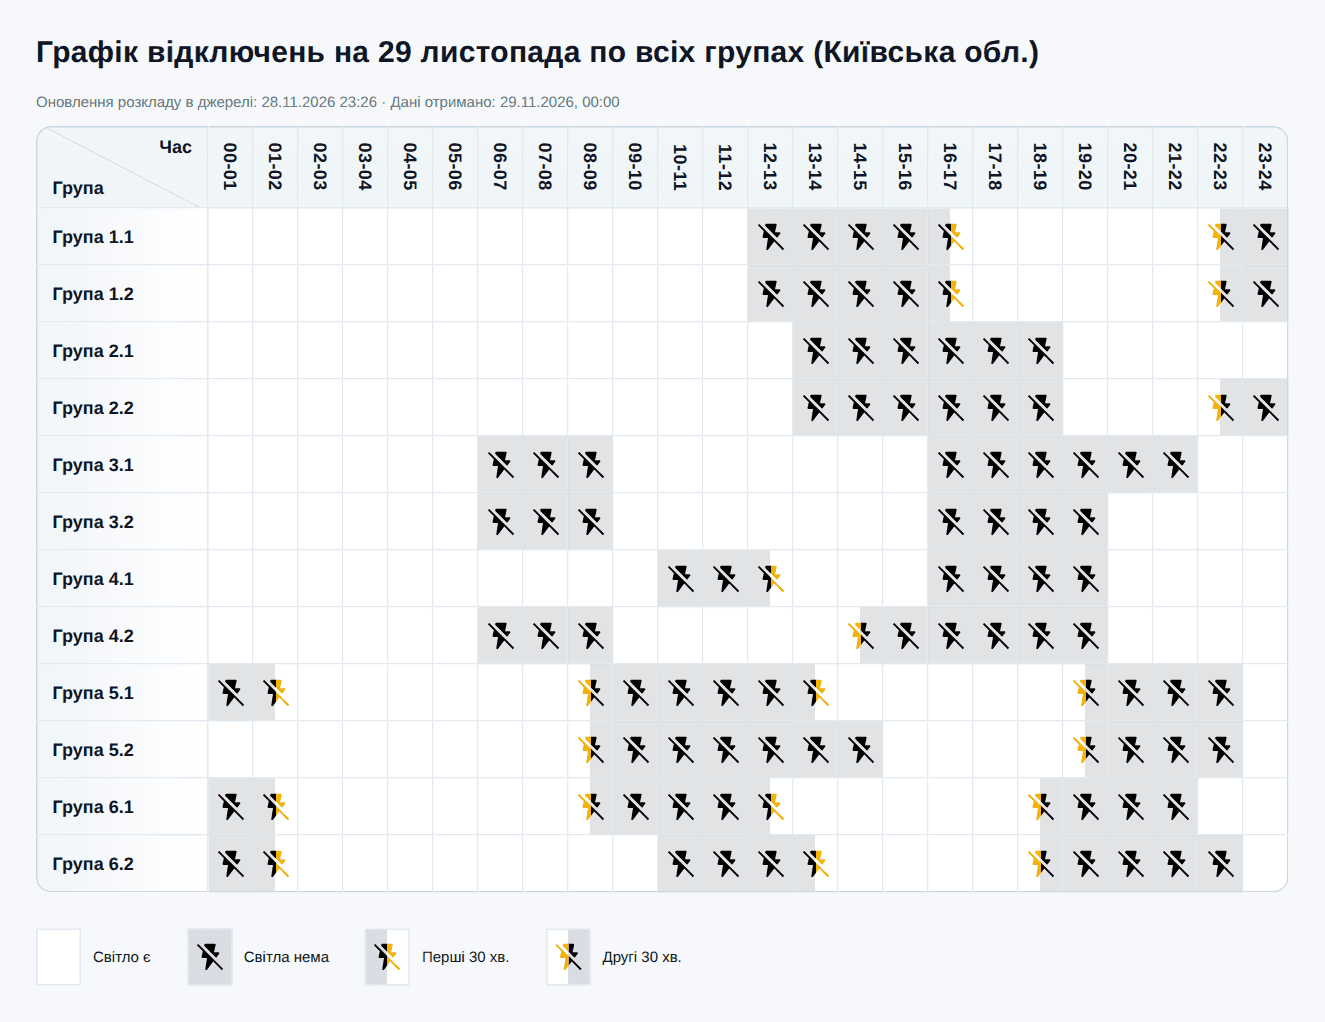 Графік відключень на 29 листопада по всіх групах (Київська обл.)
Оновлення розкладу в джерелі: 28.11.2026 23:26 · Дані отримано: 29.11.2026, 00:00
Час
Група
00-01 01-02 02-03 03-04 04-05 05-06 06-07 07-08 08-09 09-10 10-11 11-12 12-13 13-14 14-15 15-16 16-17 17-18 18-19 19-20 20-21 21-22 22-23 23-24
Група 1.1
Група 1.2
Група 2.1
Група 2.2
Група 3.1
Група 3.2
Група 4.1
Група 4.2
Група 5.1
Група 5.2
Група 6.1
Група 6.2
Світло є Світла нема Перші 30 хв. Другі 30 хв.